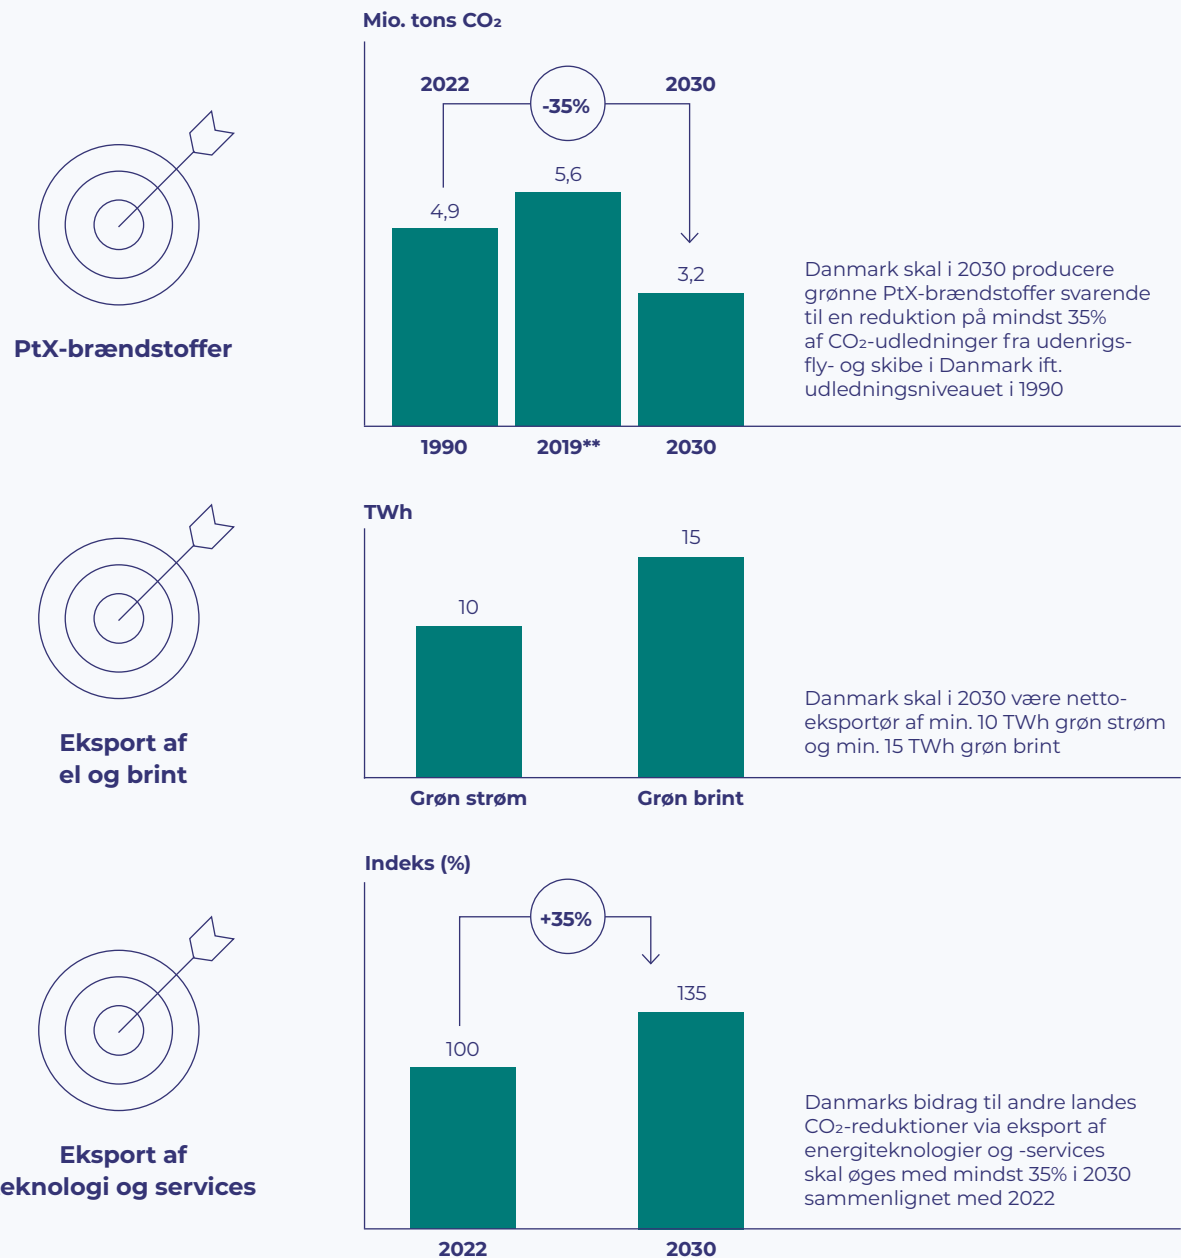 Mio. tons CO₂
2022
-35%
2030
5,6
4,9
3,2
PtX-brændstoffer
Danmark skal i 2030 producere
grønne PtX-brændstoffer svarende
til en reduktion på mindst 35%
af CO₂-udledninger fra udenrigs-
fly- og skibe i Danmark ift.
udledningsniveauet i 1990
1990
2019**
2030
TWh
15
10
Eksport af
el og brint
Danmark skal i 2030 være netto-
eksportør af min. 10 TWh grøn strøm
og min. 15 TWh grøn brint
Grøn strøm
Grøn brint
Indeks (%)
+35%
135
100
Eksport af
eknologi og services
Danmarks bidrag til andre landes
CO₂-reduktioner via eksport af
energiteknologier og -services
skal øges med mindst 35% i 2030
sammenlignet med 2022
2022
2030